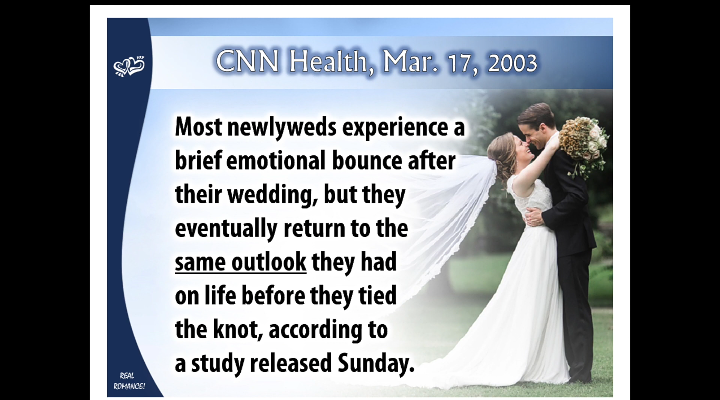 CNN Health, Mar. 17, 2003
Most newlyweds experience a
brief emotional bounce after
their wedding, but they
eventually return to the
same outlook they had
on life before they tied
the knot, according to
a study released Sunday.
REAL
ROMANCE!